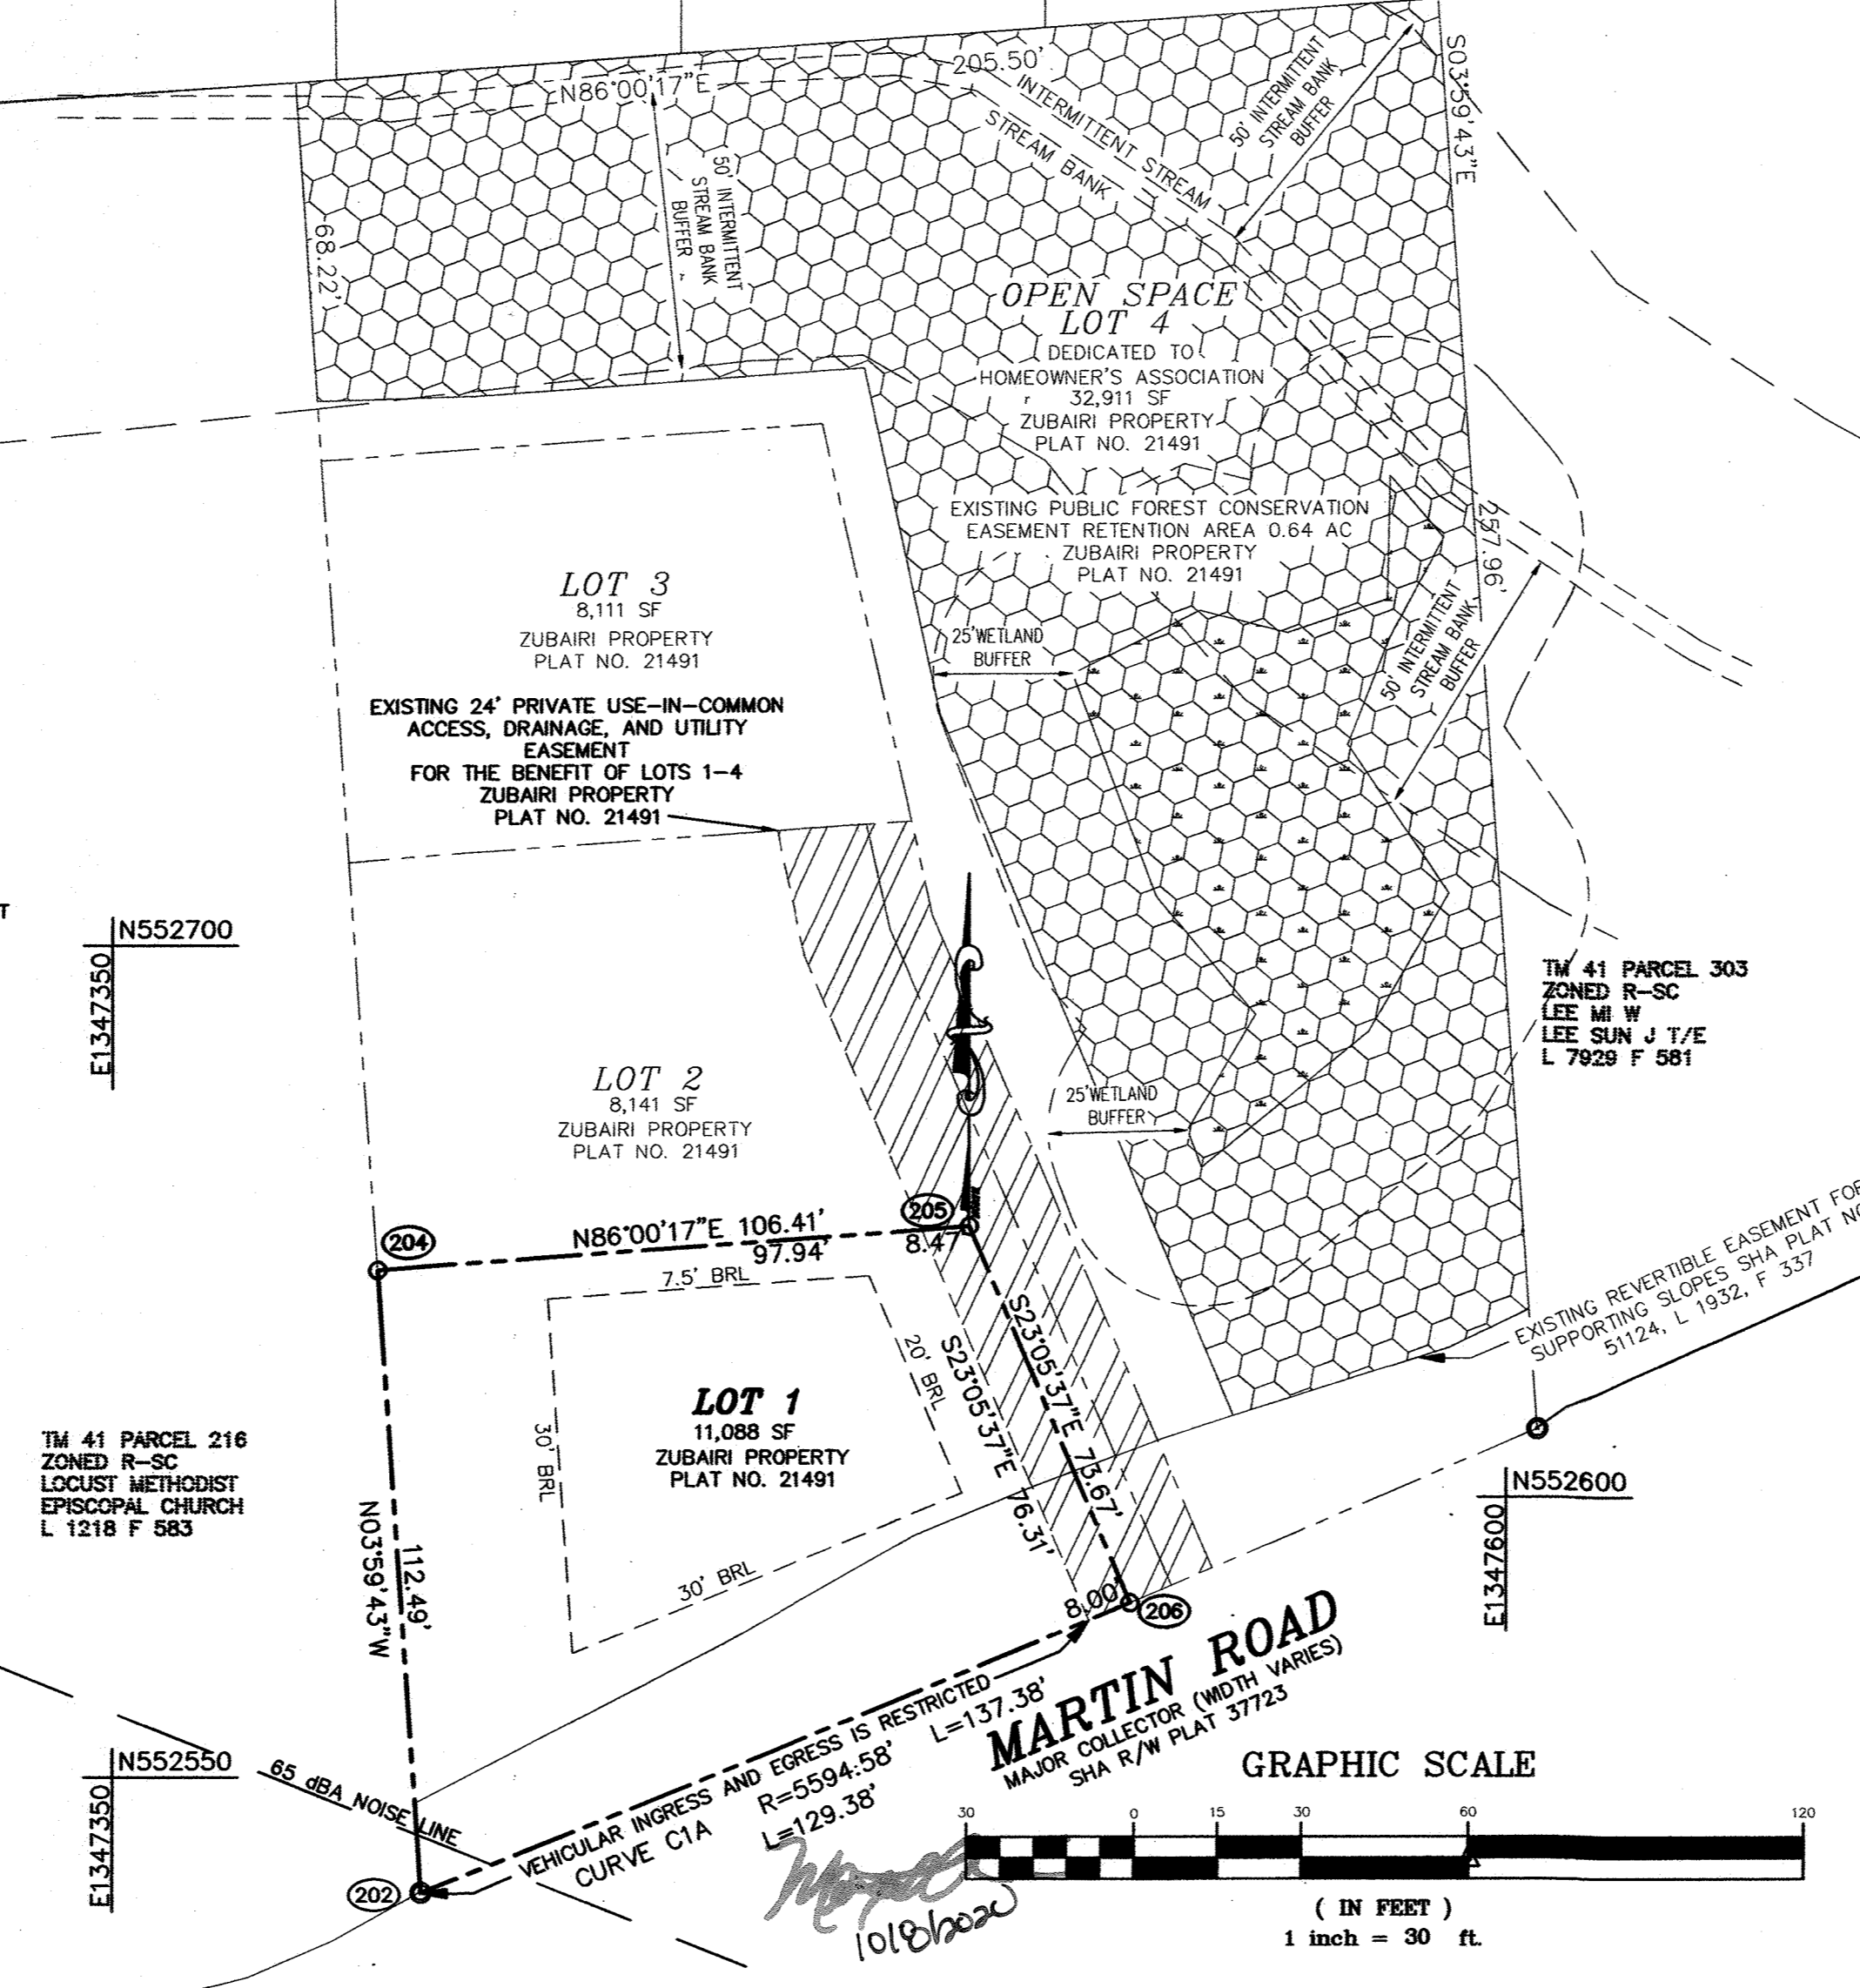 205.50'
N86°00'17"E
S03°59'43"E
257.96'
68.22'
INTERMITTENT STREAM
STREAM BANK
50' INTERMITTENT
STREAM BANK
BUFFER
50' INTERMITTENT
STREAM BANK
BUFFER
OPEN SPACE
LOT 4
DEDICATED TO
HOMEOWNER'S ASSOCIATION
32,911 SF
ZUBAIRI PROPERTY
PLAT NO. 21491
EXISTING PUBLIC FOREST CONSERVATION
EASEMENT RETENTION AREA 0.64 AC
ZUBAIRI PROPERTY
PLAT NO. 21491
50' INTERMITTENT
STREAM BANK
BUFFER
25'WETLAND
BUFFER
LOT 3
8,111 SF
ZUBAIRI PROPERTY
PLAT NO. 21491
EXISTING 24' PRIVATE USE-IN-COMMON
ACCESS, DRAINAGE, AND UTILITY
EASEMENT
FOR THE BENEFIT OF LOTS 1-4
ZUBAIRI PROPERTY
PLAT NO. 21491
T
N552700
E1347350
TM 41 PARCEL 303
ZONED R-SC
LEE MI W
LEE SUN J T/E
L 7929 F 581
LOT 2
8,141 SF
ZUBAIRI PROPERTY
PLAT NO. 21491
25'WETLAND
BUFFER
204
N86°00'17"E 106.41'
97.94'
205
8.47'
7.5' BRL
20' BRL
30' BRL
30' BRL
S23°05'37"E 73.67'
S23°05'37"E 76.31'
LOT 1
11,088 SF
ZUBAIRI PROPERTY
PLAT NO. 21491
EXISTING REVERTIBLE EASEMENT FOR
SUPPORTING SLOPES SHA PLAT NO
51124, L 1932, F 337
TM 41 PARCEL 216
ZONED R-SC
LOCUST METHODIST
EPISCOPAL CHURCH
L 1218 F 583
N03°59'43"W
112.49'
N552600
E1347600
8.00'
206
MARTIN ROAD
MAJOR COLLECTOR (WIDTH VARIES)
SHA R/W PLAT 37723
VEHICULAR INGRESS AND EGRESS IS RESTRICTED
L=137.38'
R=5594.58'
L=129.38'
CURVE C1A
N552550
E1347350
65 dBA NOISE LINE
202
10/8/2020
GRAPHIC SCALE
30 0 15 30 60 120
( IN FEET )
1 inch = 30 ft.